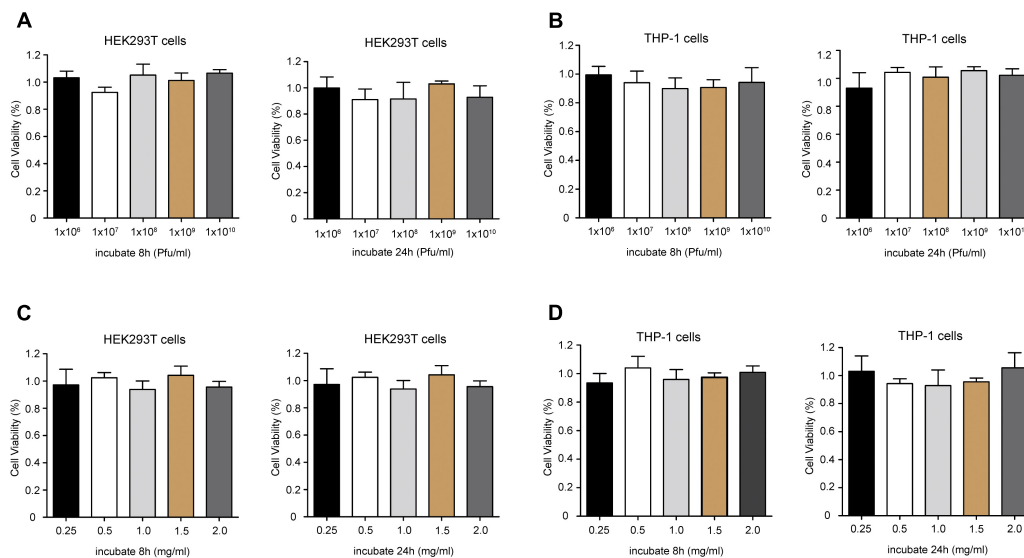 A
HEK293T cells
Cell Viability (%)
1.2
1.0
0.8
0.6
0.4
0.2
0
1x10⁶ 1x10⁷ 1x10⁸ 1x10⁹ 1x10¹⁰
incubate 8h (Pfu/ml)
HEK293T cells
Cell Viability (%)
1.2
1.0
0.8
0.6
0.4
0.2
0
1x10⁶ 1x10⁷ 1x10⁸ 1x10⁹ 1x10¹⁰
incubate 24h (Pfu/ml)
B
THP-1 cells
Cell Viability (%)
1.2
1.0
0.8
0.6
0.4
0.2
0
1x10⁶ 1x10⁷ 1x10⁸ 1x10⁹ 1x10¹⁰
incubate 8h (Pfu/ml)
THP-1 cells
Cell Viability (%)
1.2
1.0
0.8
0.6
0.4
0.2
0
1x10⁶ 1x10⁷ 1x10⁸ 1x10⁹
incubate 24h (Pfu/ml)
C
HEK293T cells
Cell Viability (%)
1.2
1.0
0.8
0.6
0.4
0.2
0
0.25 0.5 1.0 1.5 2.0
incubate 8h (mg/ml)
HEK293T cells
Cell Viability (%)
1.2
1.0
0.8
0.6
0.4
0.2
0
0.25 0.5 1.0 1.5 2.0
incubate 24h (mg/ml)
D
THP-1 cells
Cell Viability (%)
1.2
1.0
0.8
0.6
0.4
0.2
0
0.25 0.5 1.0 1.5 2.0
incubate 8h (mg/ml)
THP-1 cells
Cell Viability (%)
1.2
1.0
0.8
0.6
0.4
0.2
0
0.25 0.5 1.0 1.5 2.0
incubate 24h (mg/ml)